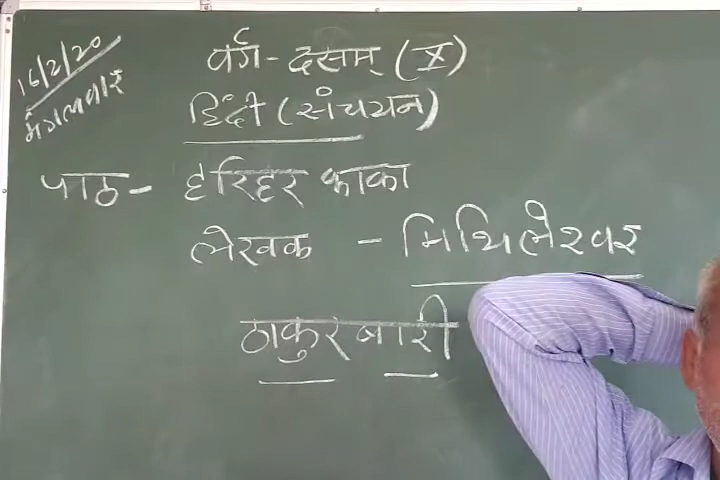 16/2/20
मंगलवार
वर्ग - दसम् (X)
हिंदी (संचयन)
पाठ - हरिहर काका
लेखक - मिथिलेश्वर
ठाकुरबारी